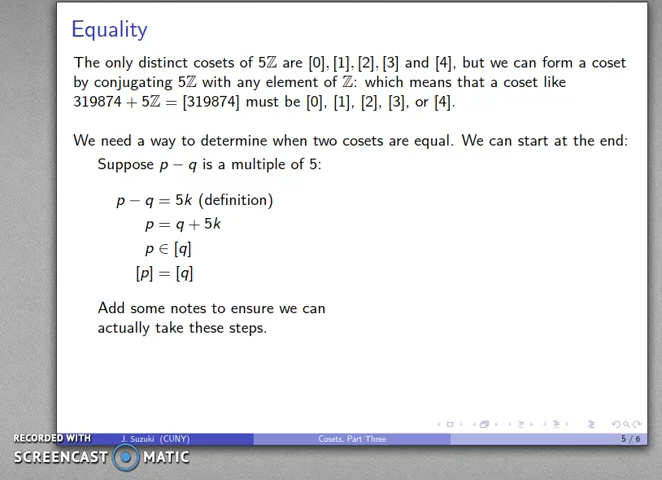 Equality
The only distinct cosets of 5ℤ are [0], [1], [2], [3] and [4], but we can form a coset
by conjugating 5ℤ with any element of ℤ: which means that a coset like
319874 + 5ℤ = [319874] must be [0], [1], [2], [3], or [4].
We need a way to determine when two cosets are equal. We can start at the end:
Suppose p − q is a multiple of 5:
p − q = 5k (definition)
p = q + 5k
p ∈ [q]
[p] = [q]
Add some notes to ensure we can
actually take these steps.
J. Suzuki (CUNY) Cosets, Part Three 5 / 6
RECORDED WITH
SCREENCAST MATIC